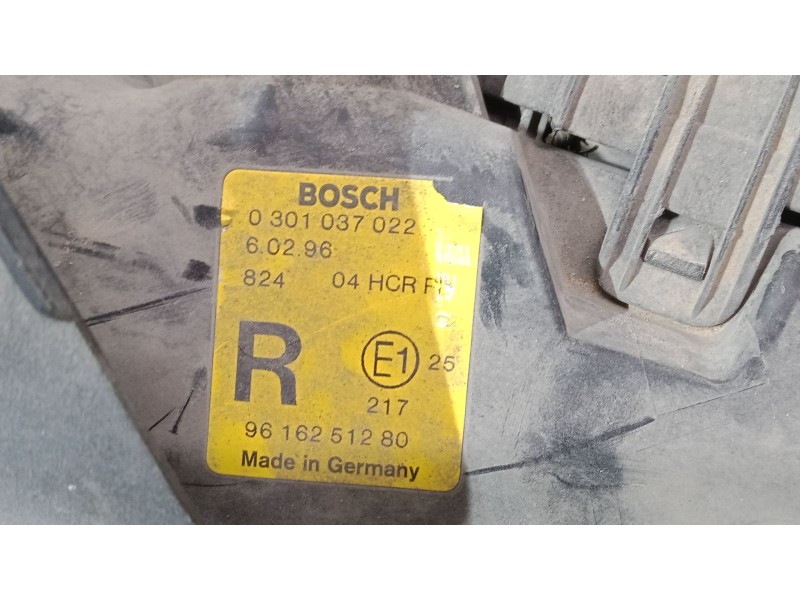 BOSCH
0 301 037 022
6.02.96
824 04 HCR
R E1 25
217
96 162 512 80
Made in Germany